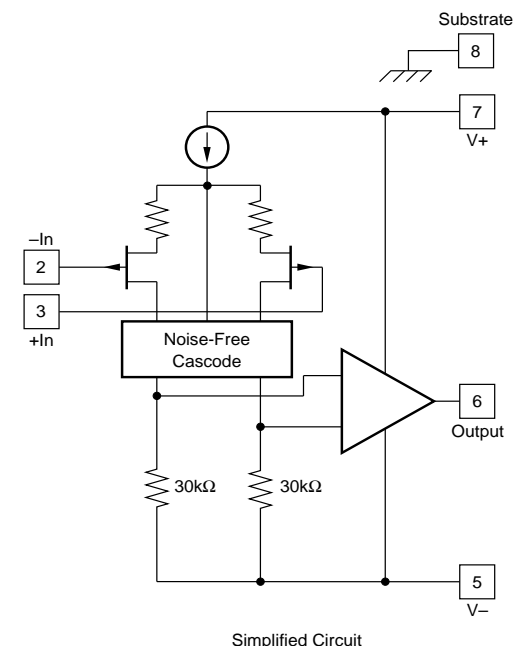 Substrate
8
7
V+
–In
2
3
+In
Noise-Free
Cascode
6
Output
30kΩ
30kΩ
5
V–
Simplified Circuit